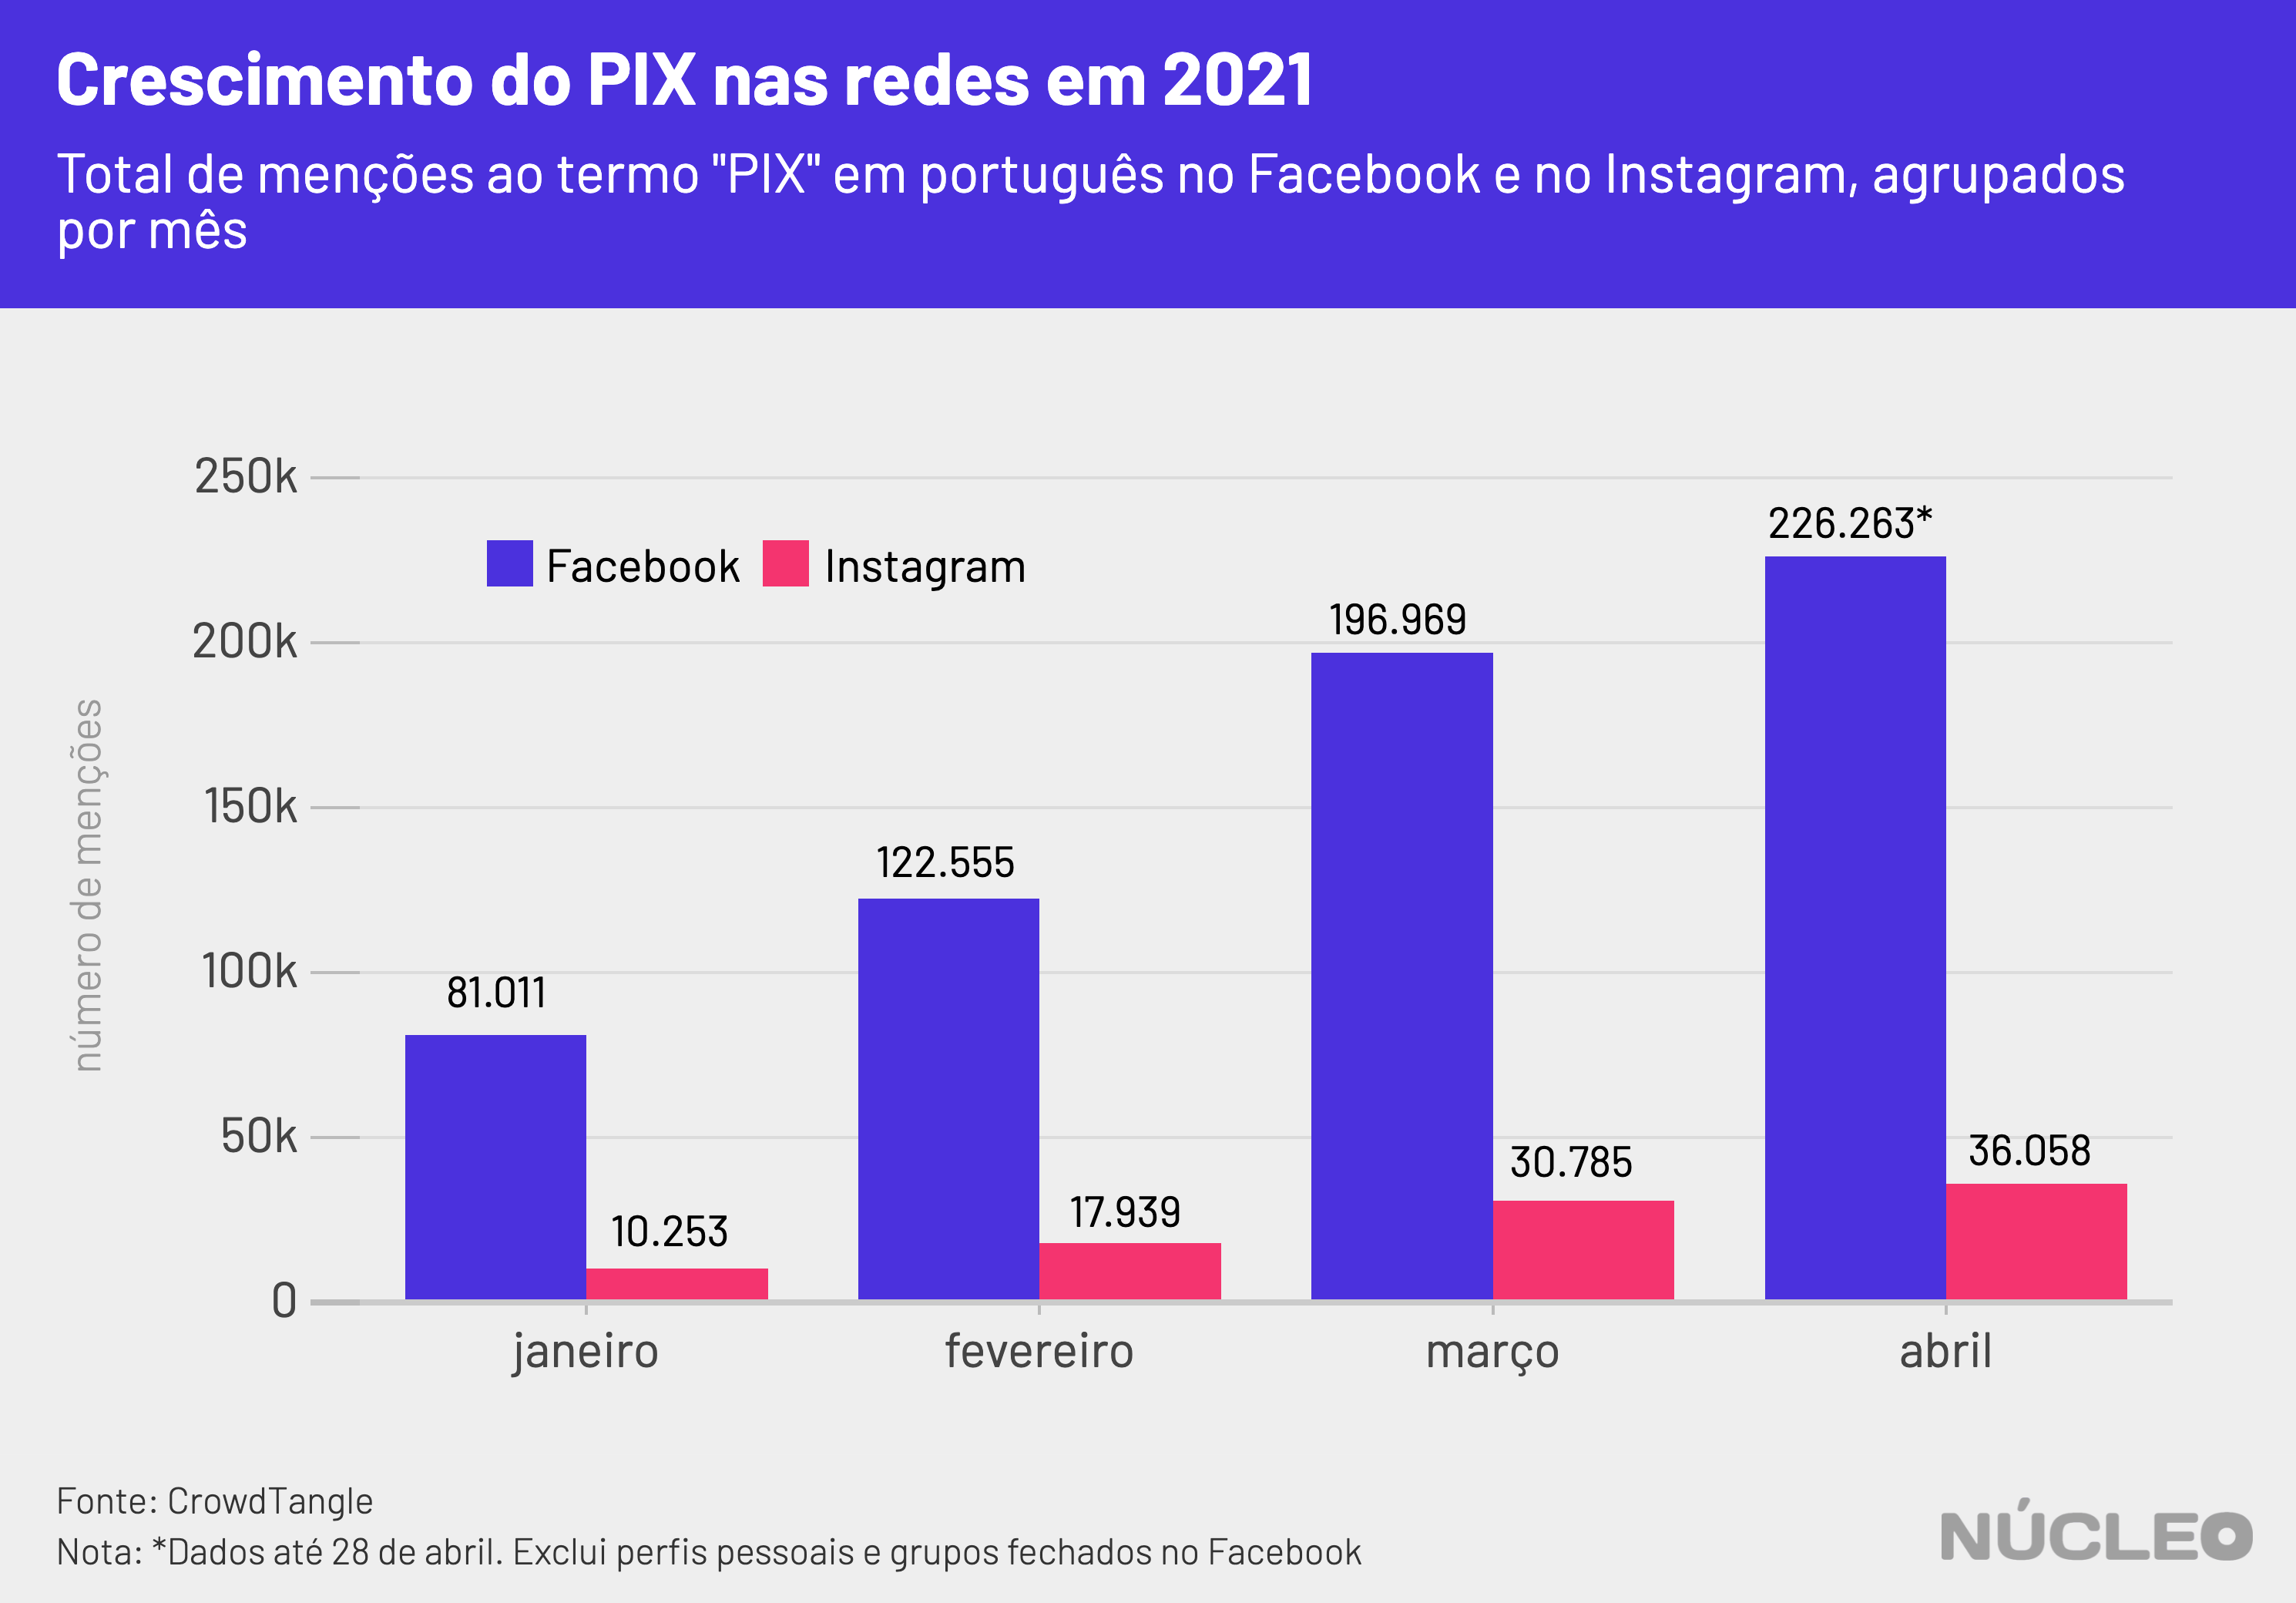 Crescimento do PIX nas redes em 2021
Total de menções ao termo "PIX" em português no Facebook e no Instagram, agrupados
por mês
250k
200k
150k
100k
50k
0
número de menções
Facebook
Instagram
81.011
10.253
122.555
17.939
196.969
30.785
226.263*
36.058
janeiro
fevereiro
março
abril
Fonte: CrowdTangle
Nota: *Dados até 28 de abril. Exclui perfis pessoais e grupos fechados no Facebook
NÚCLEO